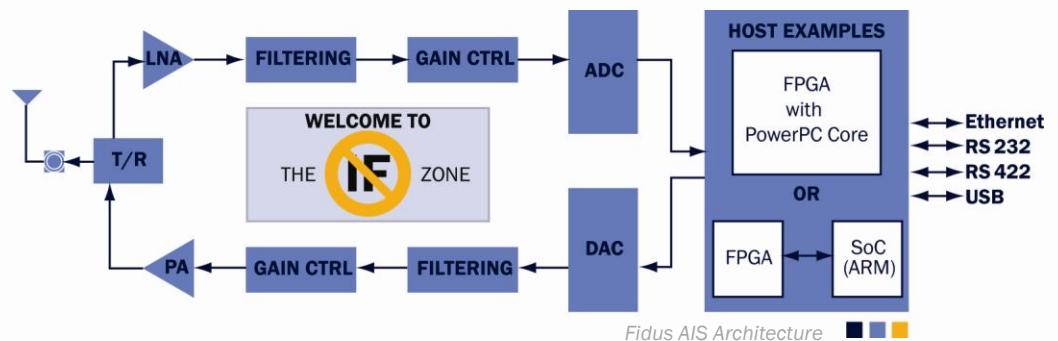 LNA
FILTERING
GAIN CTRL
ADC
HOST EXAMPLES
FPGA
with
PowerPC Core
OR
FPGA
SoC
(ARM)
Ethernet
RS 232
RS 422
USB
T/R
WELCOME TO
THE IF ZONE
PA
GAIN CTRL
FILTERING
DAC
Fidus AIS Architecture